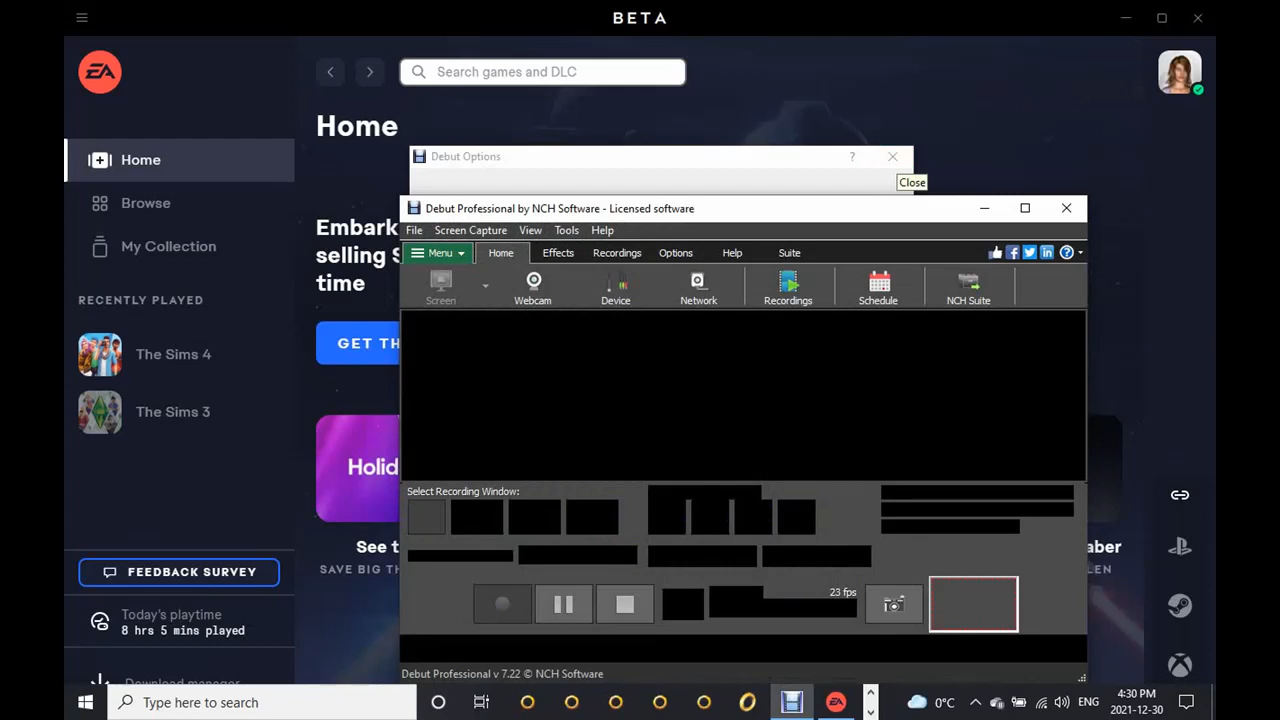 BETA
EA
Search games and DLC
Home
Home
Browse
My Collection
RECENTLY PLAYED
The Sims 4
The Sims 3
Embark
selling S
time
GET TH
Holid
See t
SAVE BIG TH
aber
LEN
FEEDBACK SURVEY
Today's playtime
8 hrs 5 mins played
Download manager
Debut Options
?
Close
Debut Professional by NCH Software - Licensed software
File Screen Capture View Tools Help
Menu Home Effects Recordings Options Help Suite
Screen Webcam Device Network Recordings Schedule NCH Suite
Select Recording Window:
23 fps
Debut Professional v 7.22 © NCH Software
Type here to search
EA
0°C
ENG
4:30 PM
2021-12-30